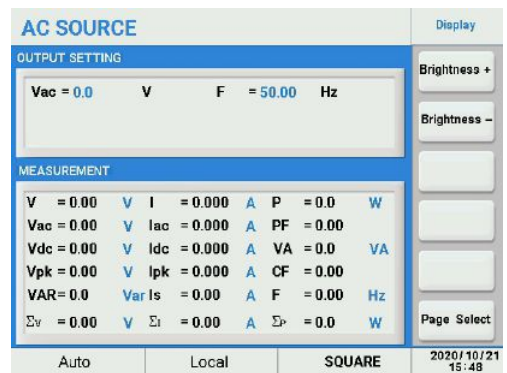 AC SOURCE
Display
OUTPUT SETTING
Vac = 0.0 V F = 50.00 Hz
Brightness +
Brightness –
MEASUREMENT
V = 0.00 V I = 0.000 A P = 0.0 W
Vac = 0.00 V Iac = 0.000 A PF = 0.00
Vdc = 0.00 V Idc = 0.000 A VA = 0.0 VA
Vpk = 0.00 V Ipk = 0.000 A CF = 0.00
VAR= 0.0 Var Is = 0.00 A F = 0.00 Hz
Σv = 0.00 V ΣI = 0.00 A ΣP = 0.0 W
Page Select
Auto Local SQUARE 2020/10/21
15:48